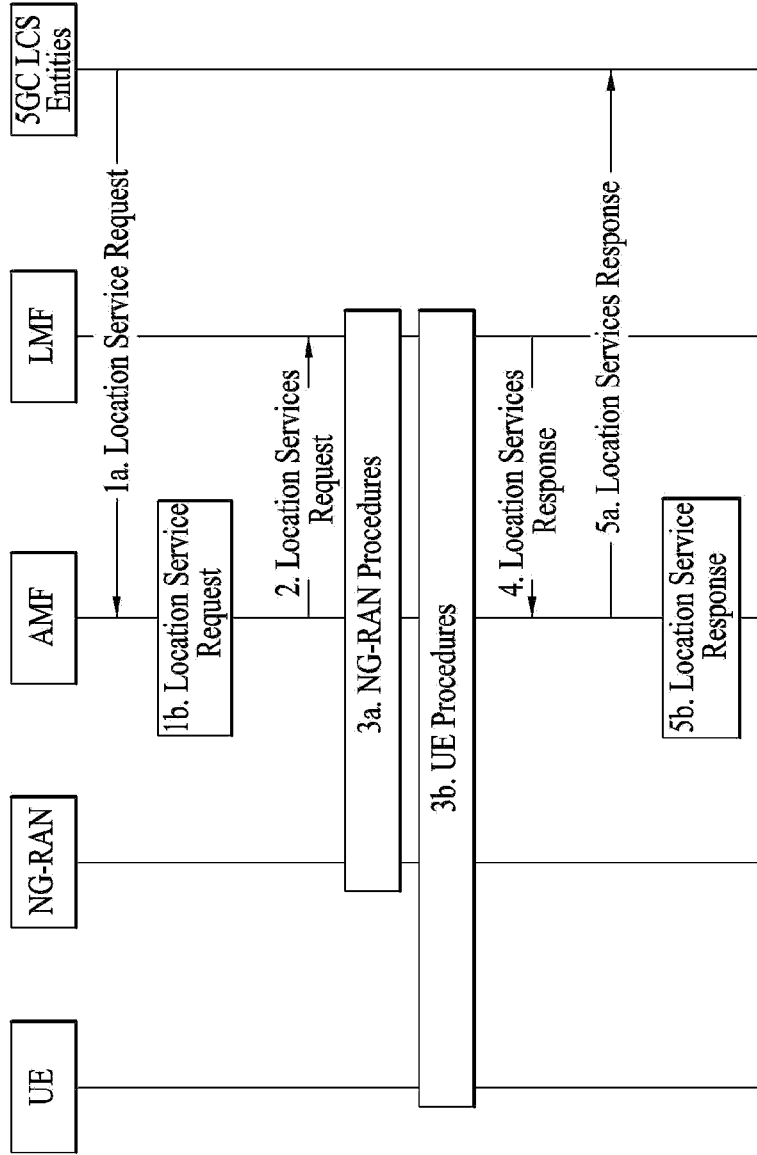 UE
NG-RAN
AMF
LMF
5GC LCS
Entities
1a. Location Service Request
1b. Location Service
Request
2. Location Services
Request
3a. NG-RAN Procedures
3b. UE Procedures
4. Location Services
Response
5a. Location Services Response
5b. Location Service
Response